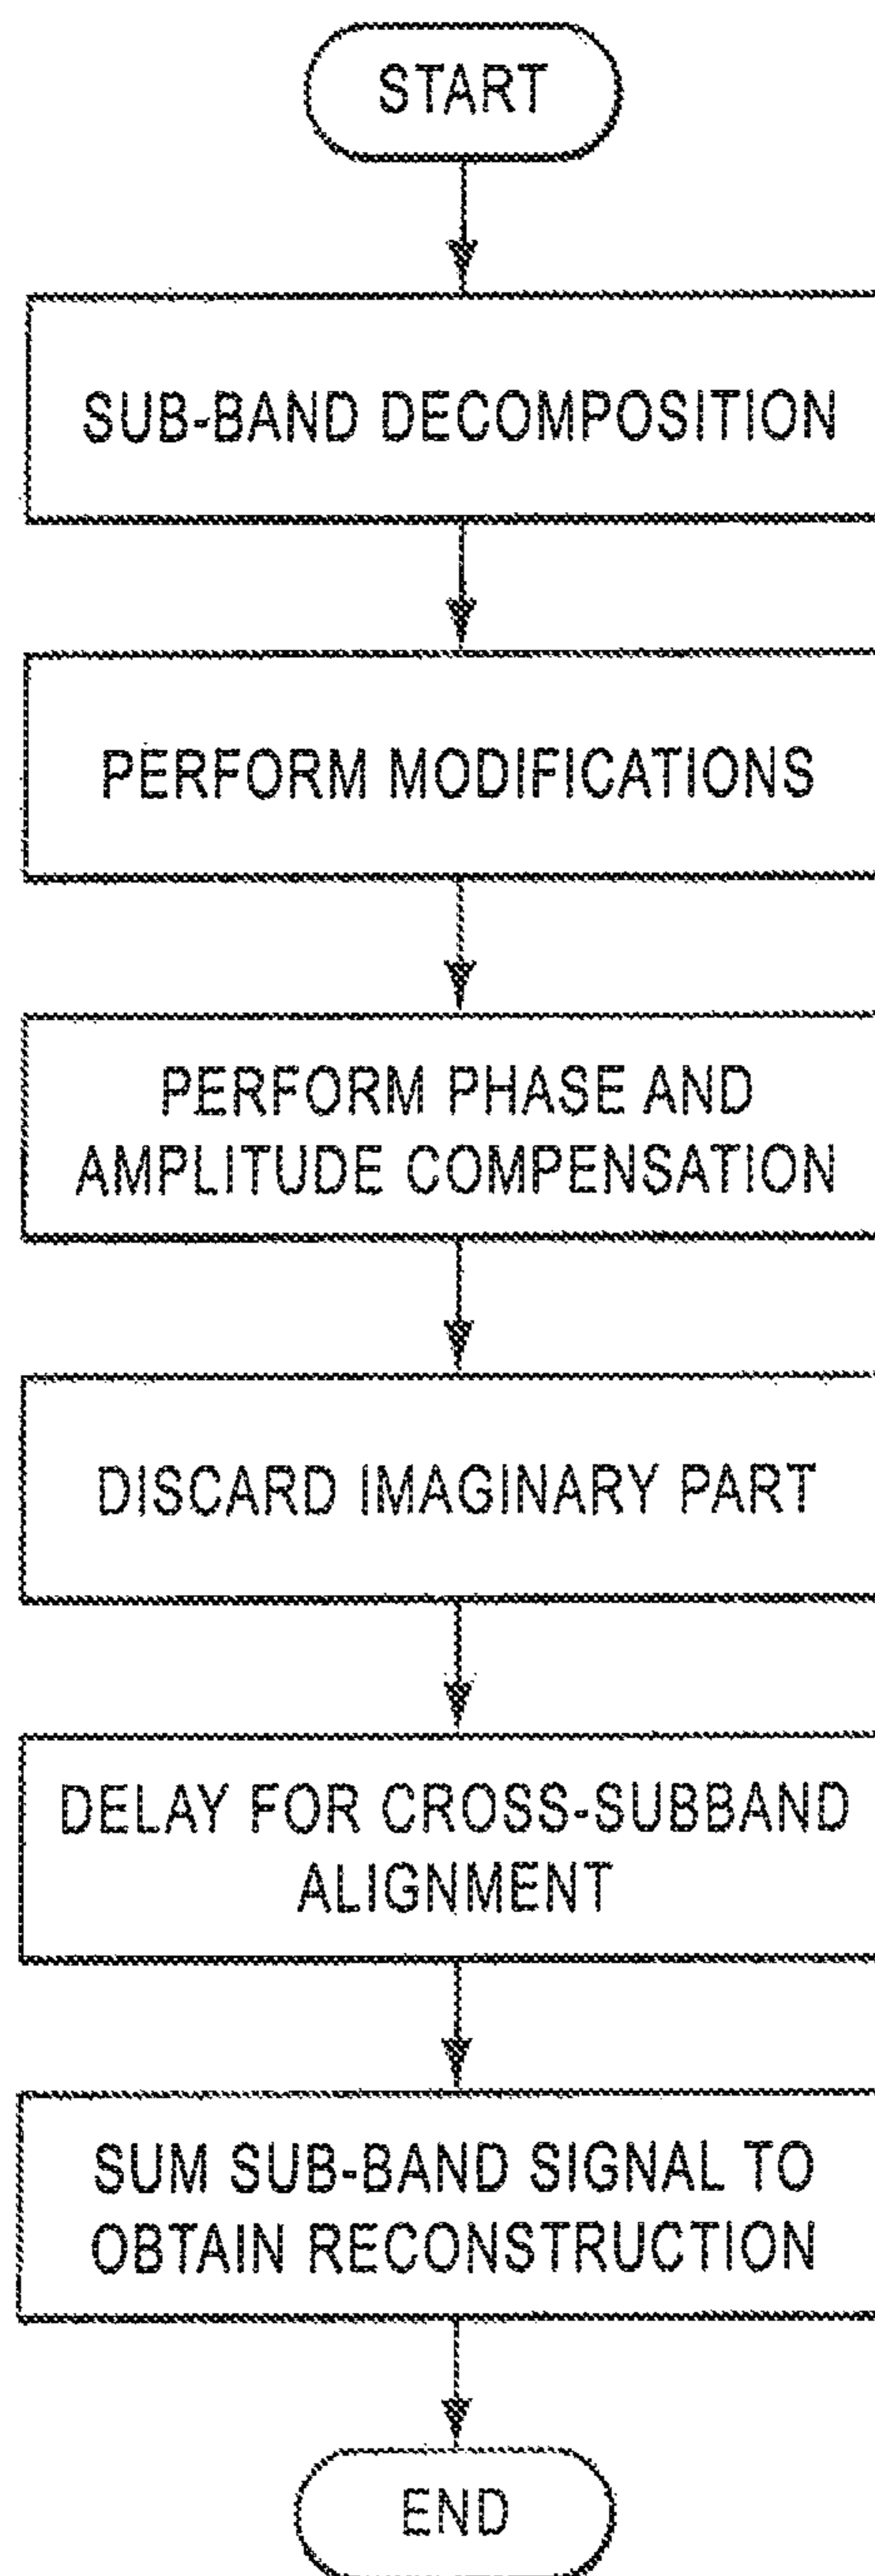 START
SUB-BAND DECOMPOSITION
PERFORM MODIFICATIONS
PERFORM PHASE AND
AMPLITUDE COMPENSATION
DISCARD IMAGINARY PART
DELAY FOR CROSS-SUBBAND
ALIGNMENT
SUM SUB-BAND SIGNAL TO
OBTAIN RECONSTRUCTION
END